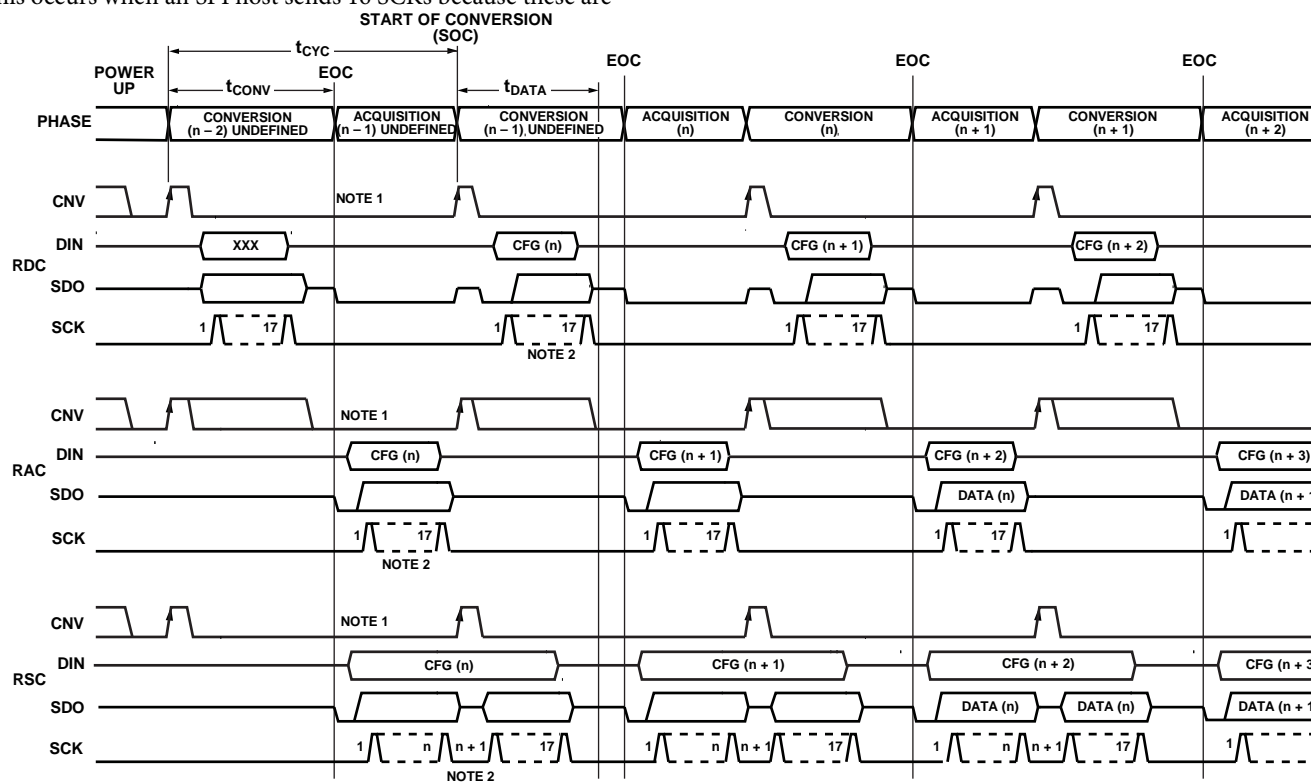 his occurs when an SPI host sends 16 SCKs because these are
START OF CONVERSION
(SOC)
tCYC
POWER
UP
tCONV
EOC
tDATA
EOC
EOC
EOC
PHASE
CONVERSION
(n – 2) UNDEFINED
ACQUISITION
(n – 1) UNDEFINED
CONVERSION
(n – 1) UNDEFINED
ACQUISITION
(n)
CONVERSION
(n)
ACQUISITION
(n + 1)
CONVERSION
(n + 1)
ACQUISITION
(n + 2)
CNV
NOTE 1
RDC
DIN
XXX
CFG (n)
CFG (n + 1)
CFG (n + 2)
SDO
SCK
1 17
1 17
1 17
1 17
NOTE 2
CNV
NOTE 1
RAC
DIN
CFG (n)
CFG (n + 1)
CFG (n + 2)
CFG (n + 3)
SDO
DATA (n)
DATA (n + 1
SCK
1 17
1 17
1 17
1
NOTE 2
CNV
NOTE 1
RSC
DIN
CFG (n)
CFG (n + 1)
CFG (n + 2)
CFG (n + 3
SDO
DATA (n)
DATA (n)
DATA (n + 1
SCK
1 n n + 1 17
1 n n + 1 17
1 n n + 1 17
1
NOTE 2